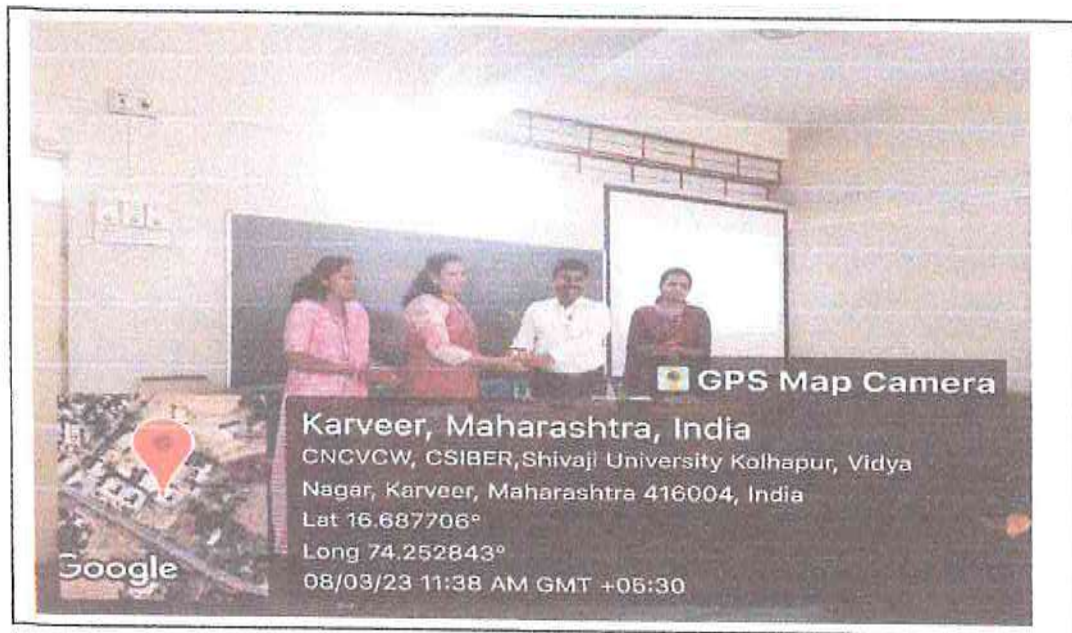 GPS Map Camera
Karveer, Maharashtra, India
CNCVCW, CSIBER,Shivaji University Kolhapur, Vidya
Nagar, Karveer, Maharashtra 416004, India
Lat 16.687706°
Long 74.252843°
08/03/23 11:38 AM GMT +05:30
Google